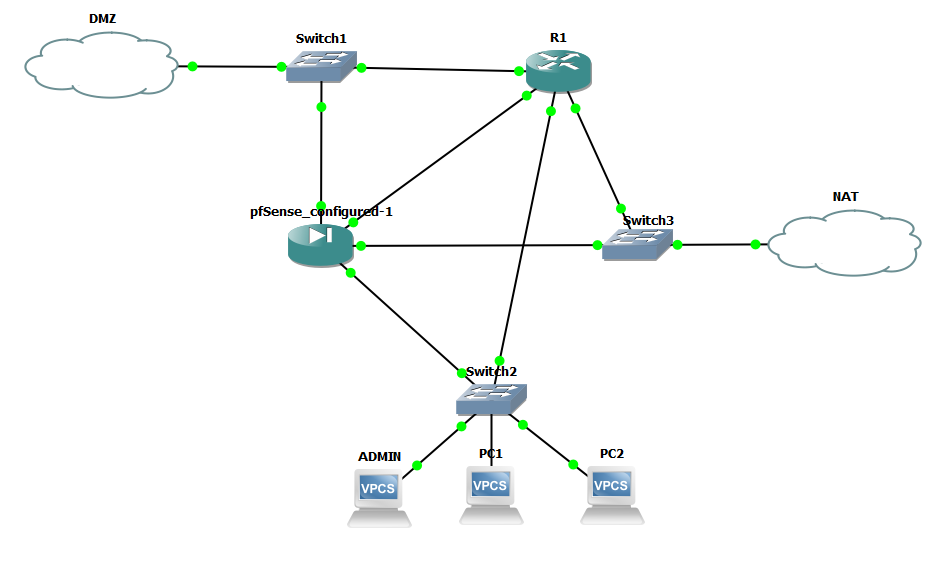 DMZ
Switch1
R1
pfSense_configured-1
Switch3
NAT
Switch2
ADMIN
PC1
PC2
VPCS
VPCS
VPCS